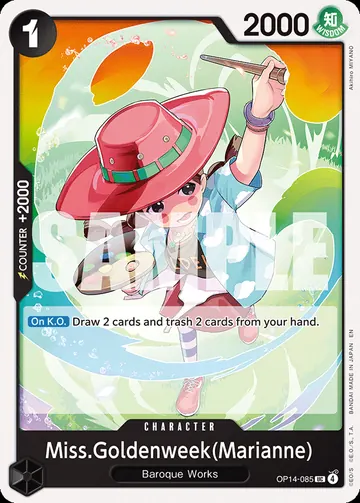 1
2000
知
WISDOM
Akihiro MIYANO
COUNTER +2000
SAMPLE
On K.O. Draw 2 cards and trash 2 cards from your hand.
©E.O./S. ©E.O./S., T.A. BANDAI MADE IN JAPAN EN
CHARACTER
Miss.Goldenweek(Marianne)
Baroque Works
OP14-085 UC 4